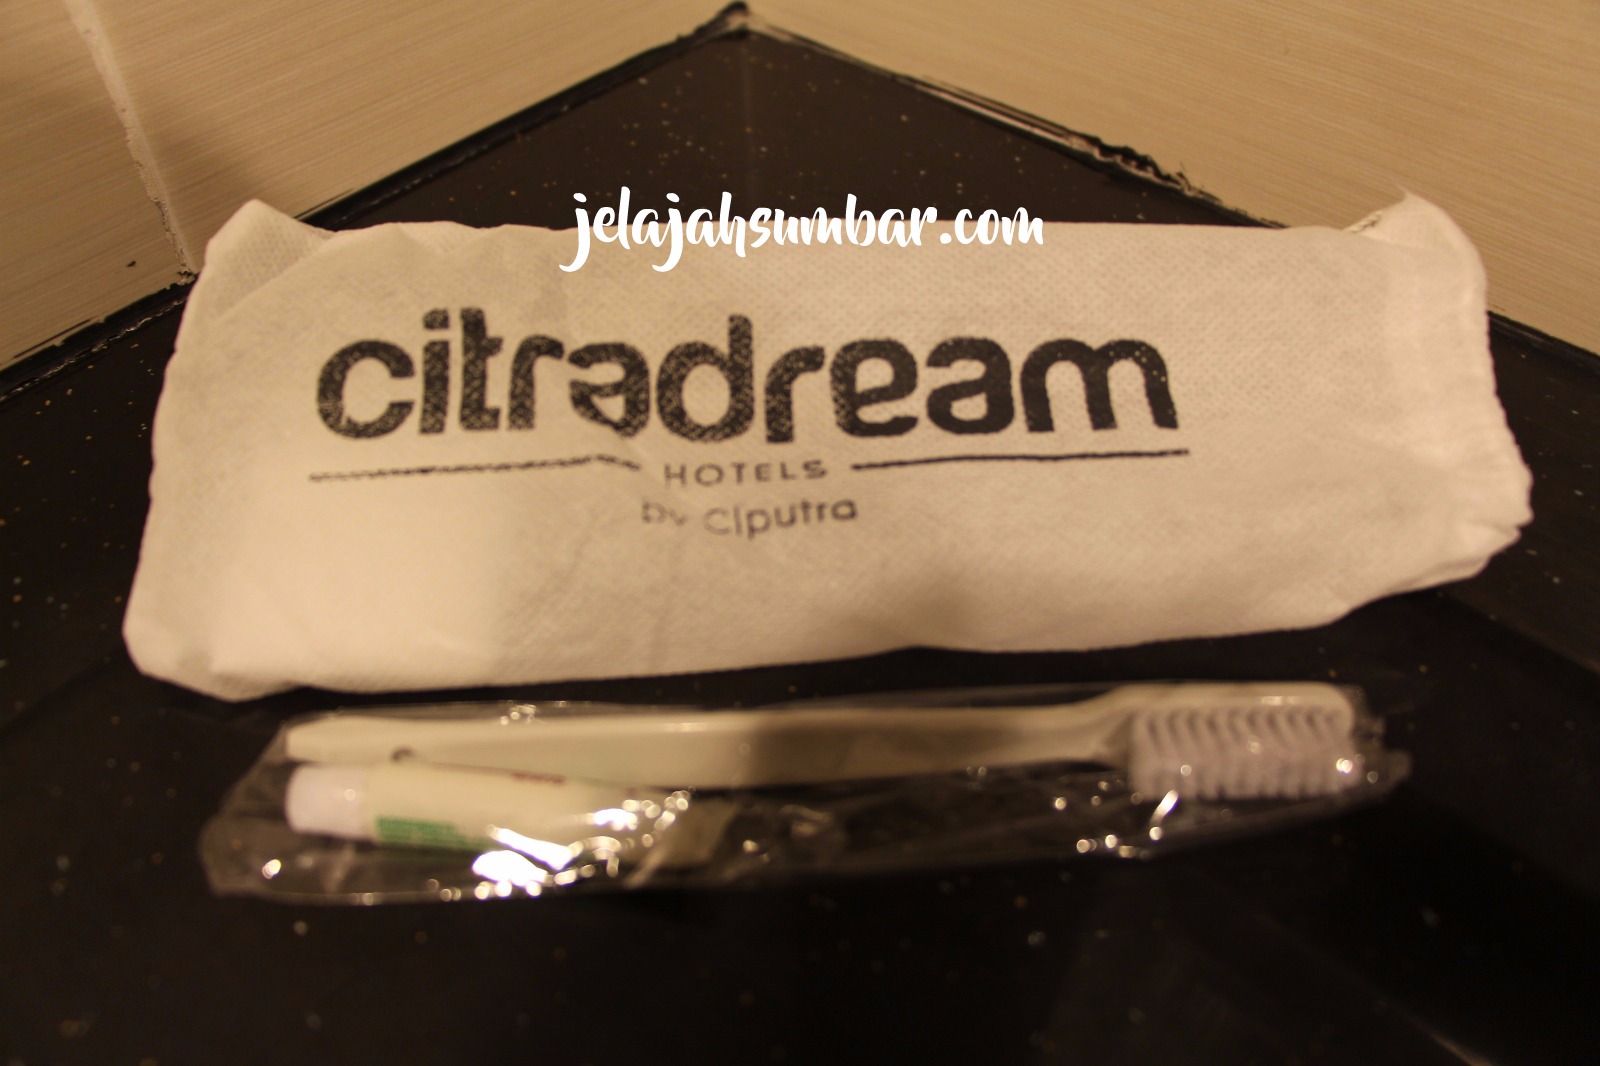 jelajahsumbar.com
citradream
HOTELS
by ciputra